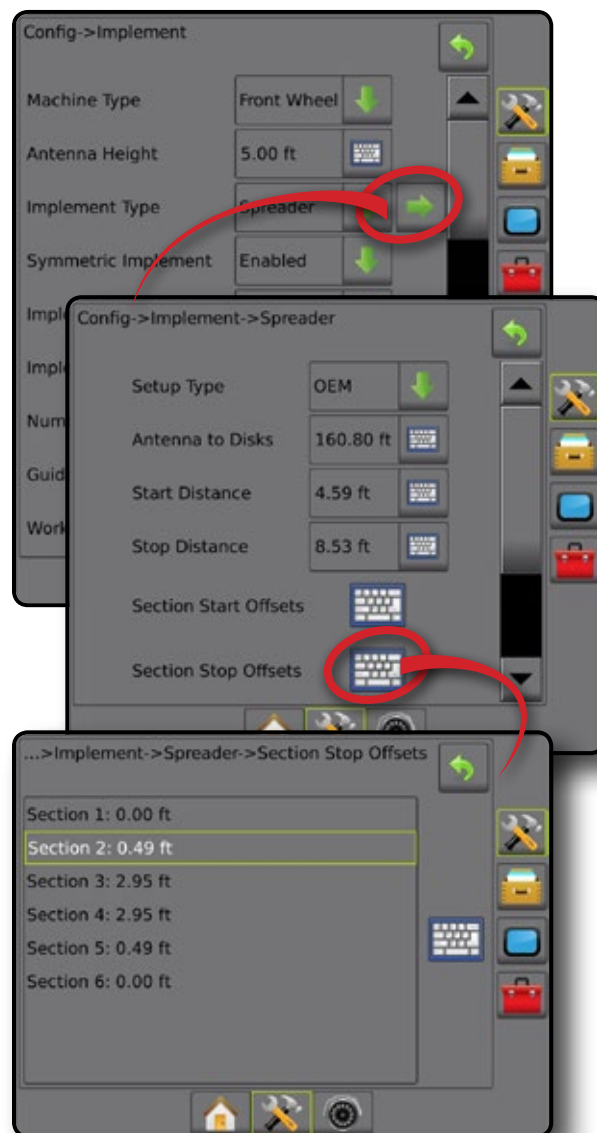 Config->Implement
Machine Type Front Wheel
Antenna Height 5.00 ft
Implement Type Spreader
Symmetric Implement Enabled
Config->Implement->Spreader
Setup Type OEM
Antenna to Disks 160.80 ft
Start Distance 4.59 ft
Stop Distance 8.53 ft
Section Start Offsets
Section Stop Offsets
...>Implement->Spreader->Section Stop Offsets
Section 1: 0.00 ft
Section 2: 0.49 ft
Section 3: 2.95 ft
Section 4: 2.95 ft
Section 5: 0.49 ft
Section 6: 0.00 ft